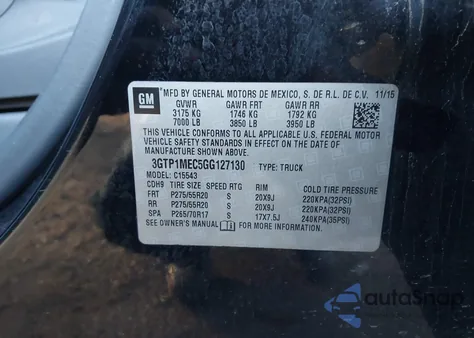 GM
MFD BY GENERAL MOTORS DE MEXICO, S. DE R.L. DE C.V. 11/15
GVWR GAWR FRT GAWR RR
3175 KG 1746 KG 1792 KG
7000 LB 3850 LB 3950 LB
THIS VEHICLE CONFORMS TO ALL APPLICABLE U.S. FEDERAL MOTOR
VEHICLE SAFETY STANDARDS IN EFFECT ON THE DATE OF
MANUFACTURE SHOWN ABOVE.
3GTP1MEC5GG127130 TYPE: TRUCK
MODEL: C15543
CDH9 TIRE SIZE SPEED RTG RIM COLD TIRE PRESSURE
FRT P275/55R20 S 20X9J 220KPA(32PSI)
RR P275/55R20 S 20X9J 220KPA(32PSI)
SPA P265/70R17 S 17X7.5J 240KPA(35PSI)
SEE OWNER'S MANUAL FOR MORE INFORMATION.
autoSnap